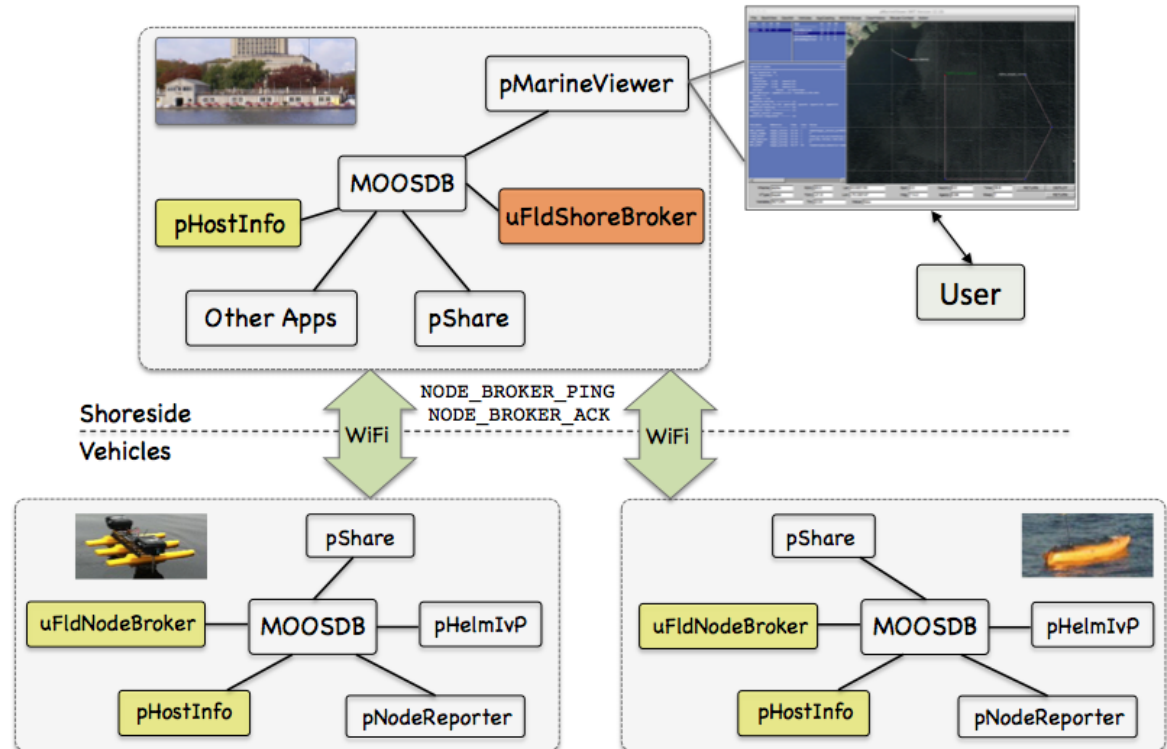 pMarineViewer
MOOSDB
pHostInfo
uFldShoreBroker
Other Apps
pShare
User
NODE_BROKER_PING
NODE_BROKER_ACK
Shoreside
WiFi
WiFi
Vehicles
pShare
uFldNodeBroker
MOOSDB
pHelmIvP
pHostInfo
pNodeReporter
pShare
uFldNodeBroker
MOOSDB
pHelmIvP
pHostInfo
pNodeReporter